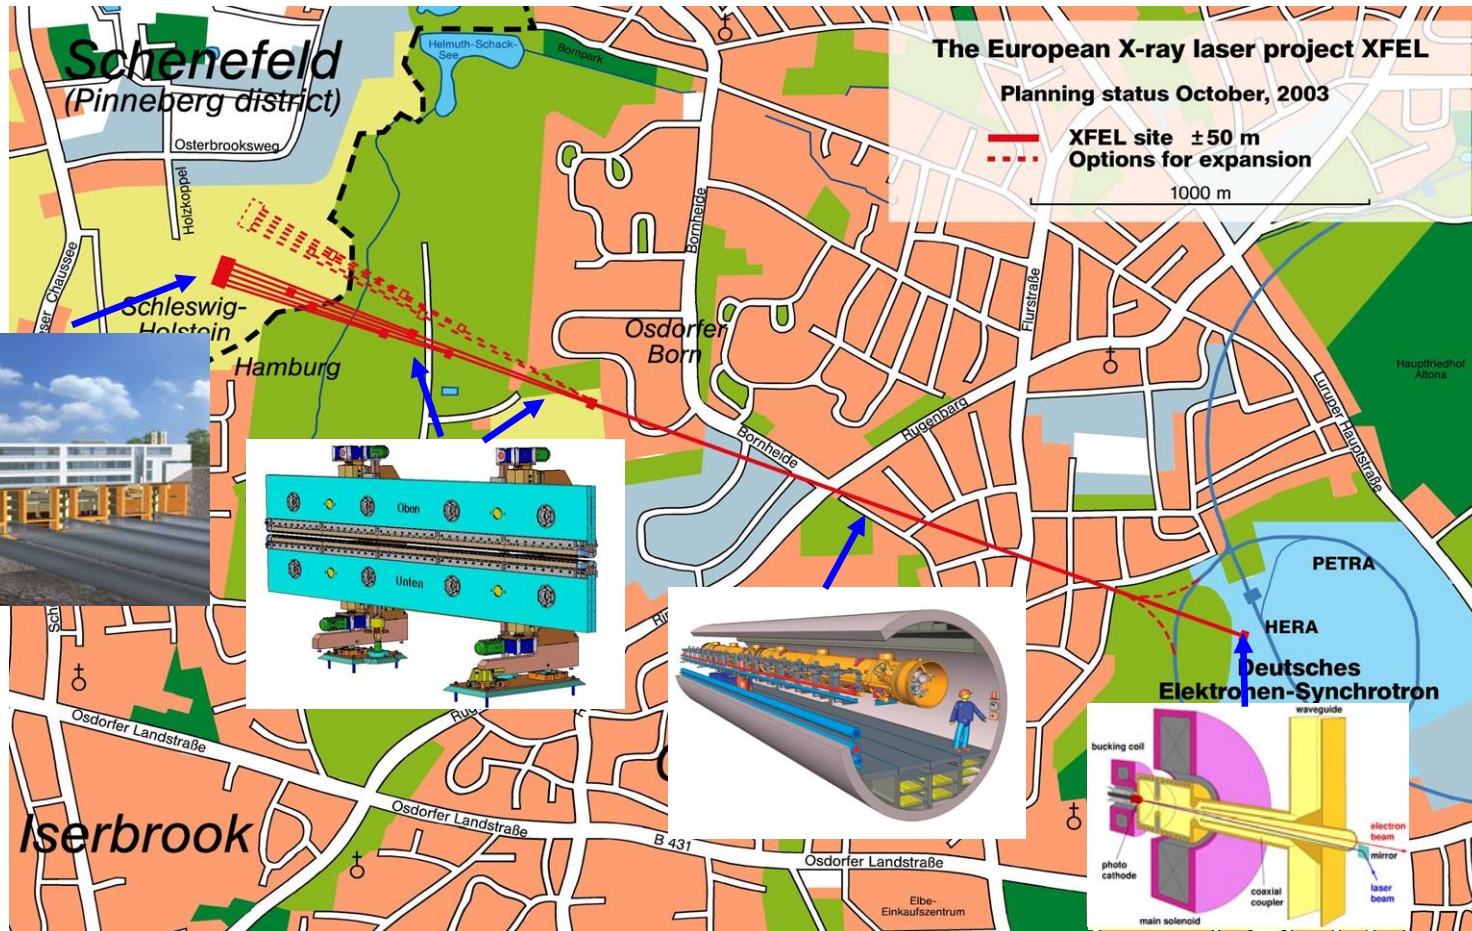 Schenefeld
(Pinneberg district)
Osterbrooksweg
Holzkoppel
Helmuth-Schack-
See
Bornpark
The European X-ray laser project XFEL
Planning status October, 2003
XFEL site ±50 m
Options for expansion
1000 m
Bornheide
Flurstraße
Chaussee
Schleswig-
Holstein
Hamburg
Osdorfer
Born
Hauptfriedhof
Altona
Luruper Hauptstraße
Rugenbarg
Bornheide
Oben
Unten
PETRA
HERA
Deutsches
Elektronen-Synchrotron
Osdorfer Landstraße
Osdorfer Landstraße
B 431
Osdorfer Landstraße
Iserbrook
Elbe-
Einkaufszentrum
waveguide
bucking coil
electron
beam
mirror
photo
cathode
laser
beam
coaxial
coupler
main solenoid